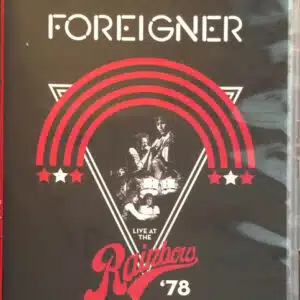 FOREIGNER
LIVE AT
THE
Rainbow
'78